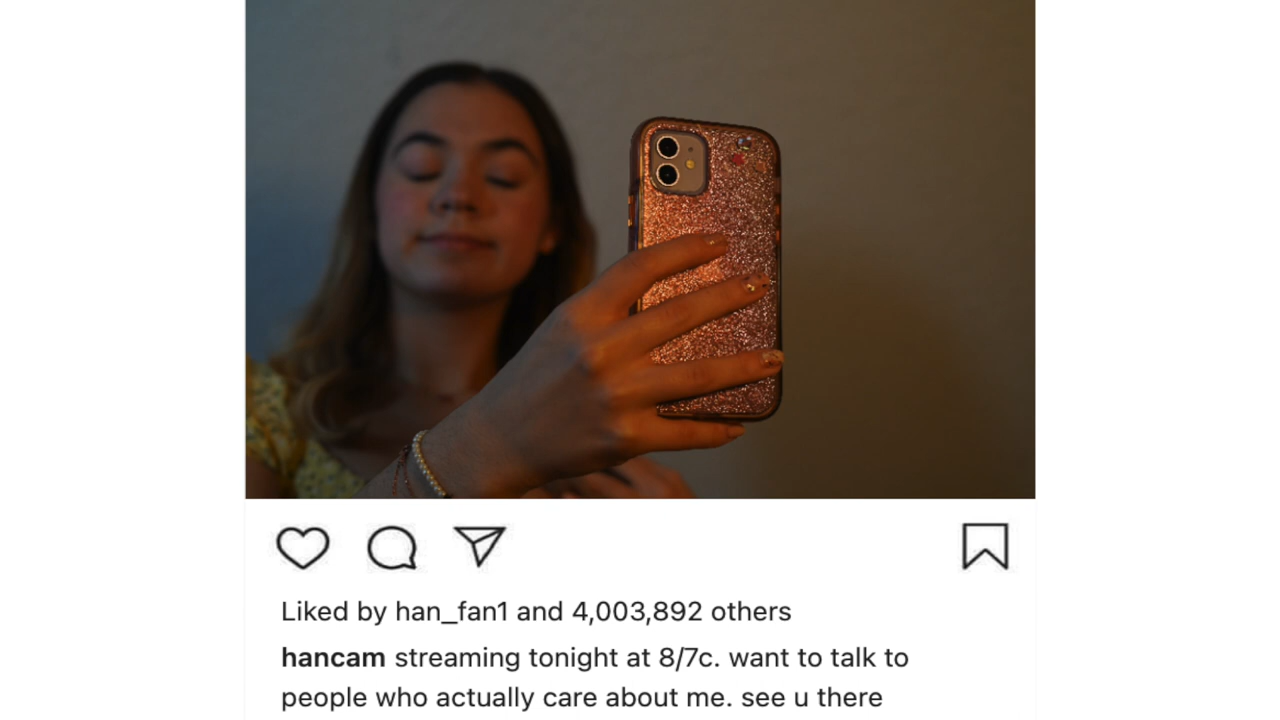 Liked by han_fan1 and 4,003,892 others
hancam streaming tonight at 8/7c. want to talk to
people who actually care about me. see u there